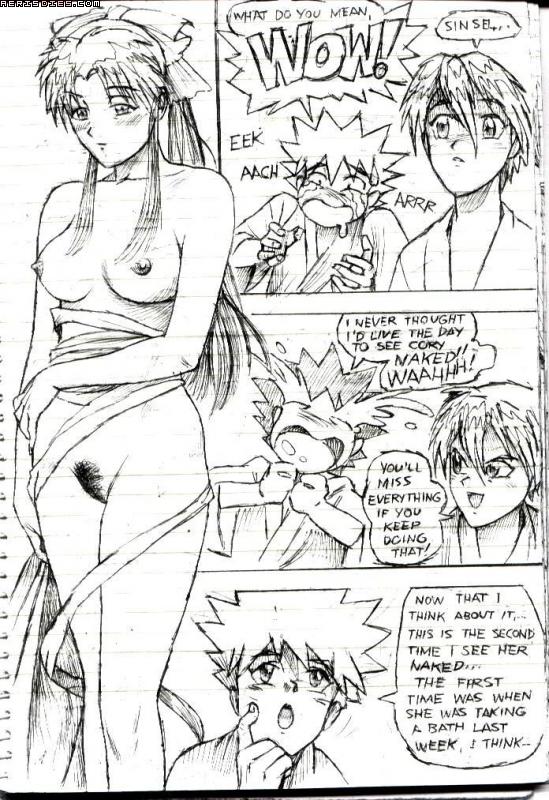 AERISDIES.COM
WHAT DO YOU MEAN,
WOW!
SINSEI...
EEK
AACH
ARRR
I NEVER THOUGHT
I'D LIVE THE DAY
TO SEE CORY
NAKED!!
WAAHHH!
YOU'LL
MISS
EVERYTHING
IF YOU
KEEP
DOING
THAT!
NOW THAT I
THINK ABOUT IT,...
THIS IS THE SECOND
TIME I SEE HER
NAKED...
THE FIRST
TIME WAS WHEN
SHE WAS TAKING
A BATH LAST
WEEK, I THINK...